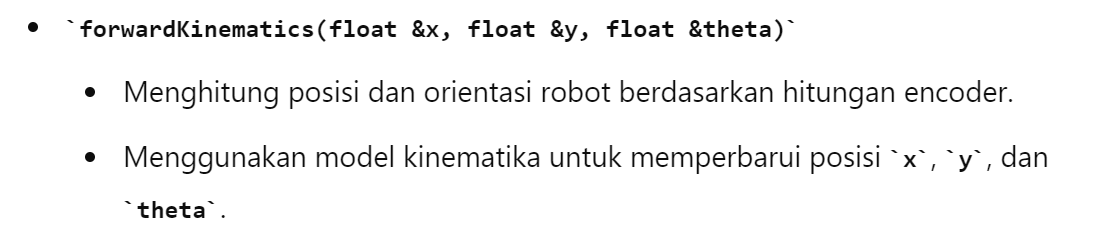 • `forwardKinematics(float &x, float &y, float &theta)`
• Menghitung posisi dan orientasi robot berdasarkan hitungan encoder.
• Menggunakan model kinematika untuk memperbarui posisi `x`, `y`, dan
`theta`.